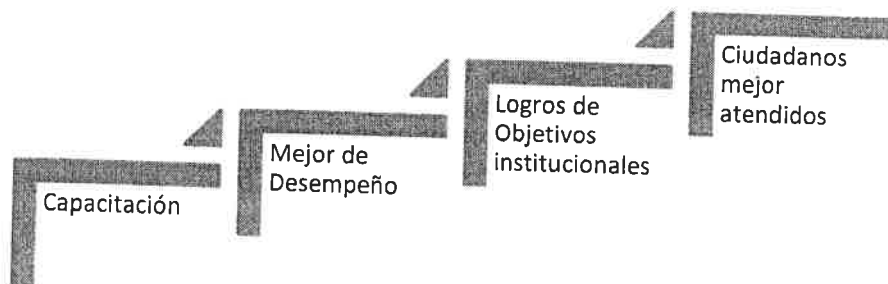 Capacitación
Mejor de
Desempeño
Logros de
Objetivos
institucionales
Ciudadanos
mejor
atendidos